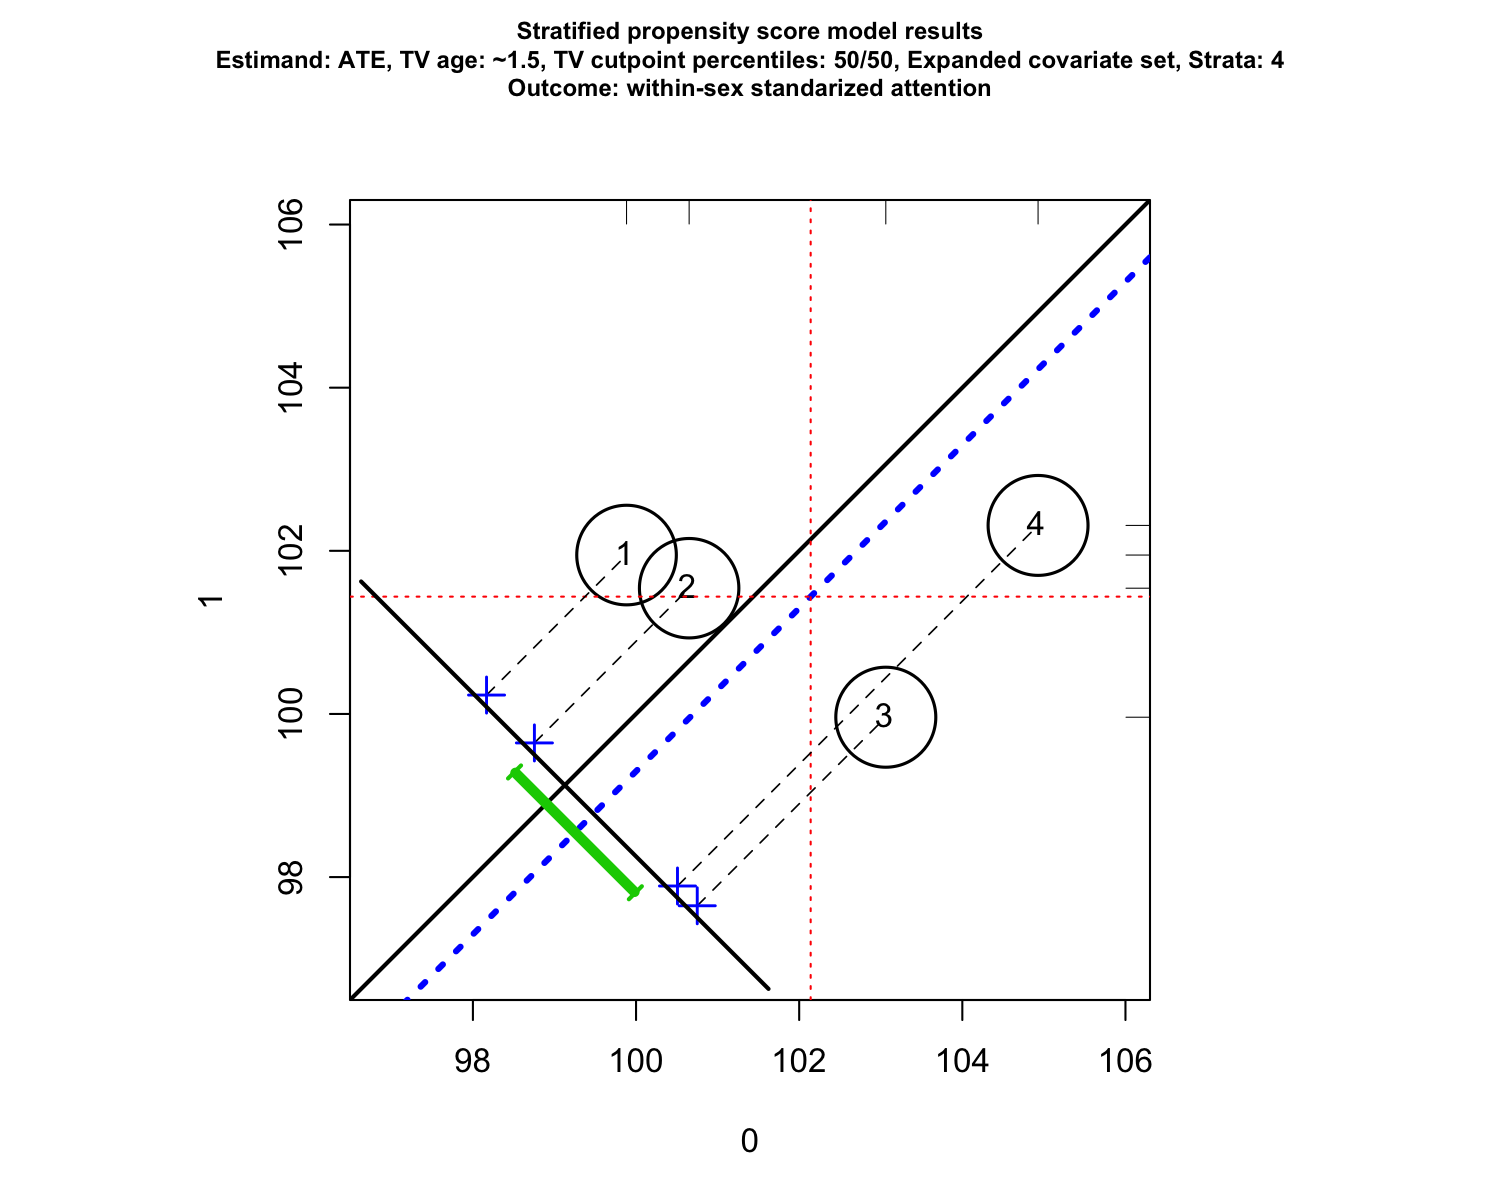 Stratified propensity score model results
Estimand: ATE, TV age: ~1.5, TV cutpoint percentiles: 50/50, Expanded covariate set, Strata: 4
Outcome: within-sex standarized attention
106
104
102
100
98
1
1
2
3
4
98 100 102 104 106
0